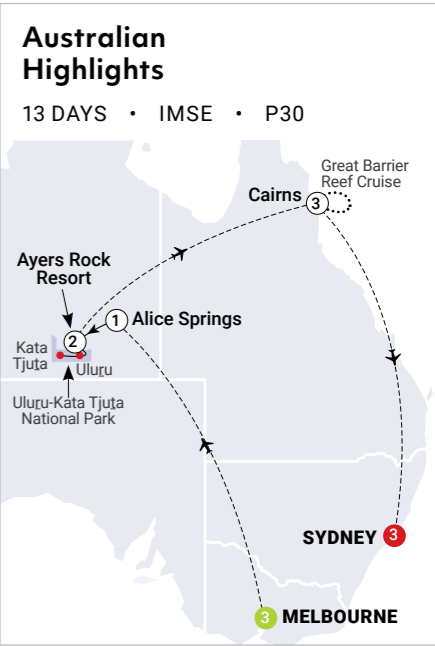 Australian
Highlights
13 DAYS • IMSE • P30
Great Barrier
Reef Cruise
Cairns
3
Ayers Rock
Resort
1
Alice Springs
2
Kata
Tjuta
Uluṟu
Uluṟu-Kata Tjuṯa
National Park
SYDNEY
3
3
MELBOURNE